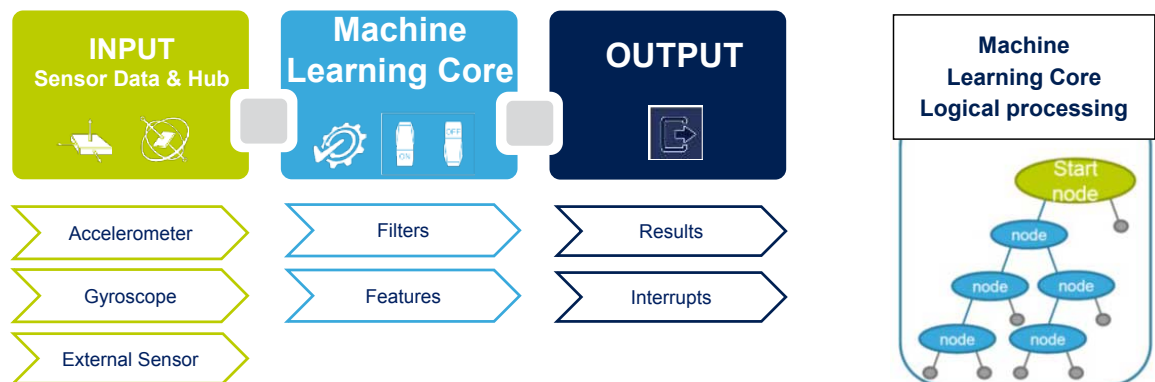 INPUT
Sensor Data & Hub
Machine
Learning Core
ON
OFF
OUTPUT
Accelerometer
Gyroscope
External Sensor
Filters
Features
Results
Interrupts
Machine
Learning Core
Logical processing
Start
node
node
node
node
node
node